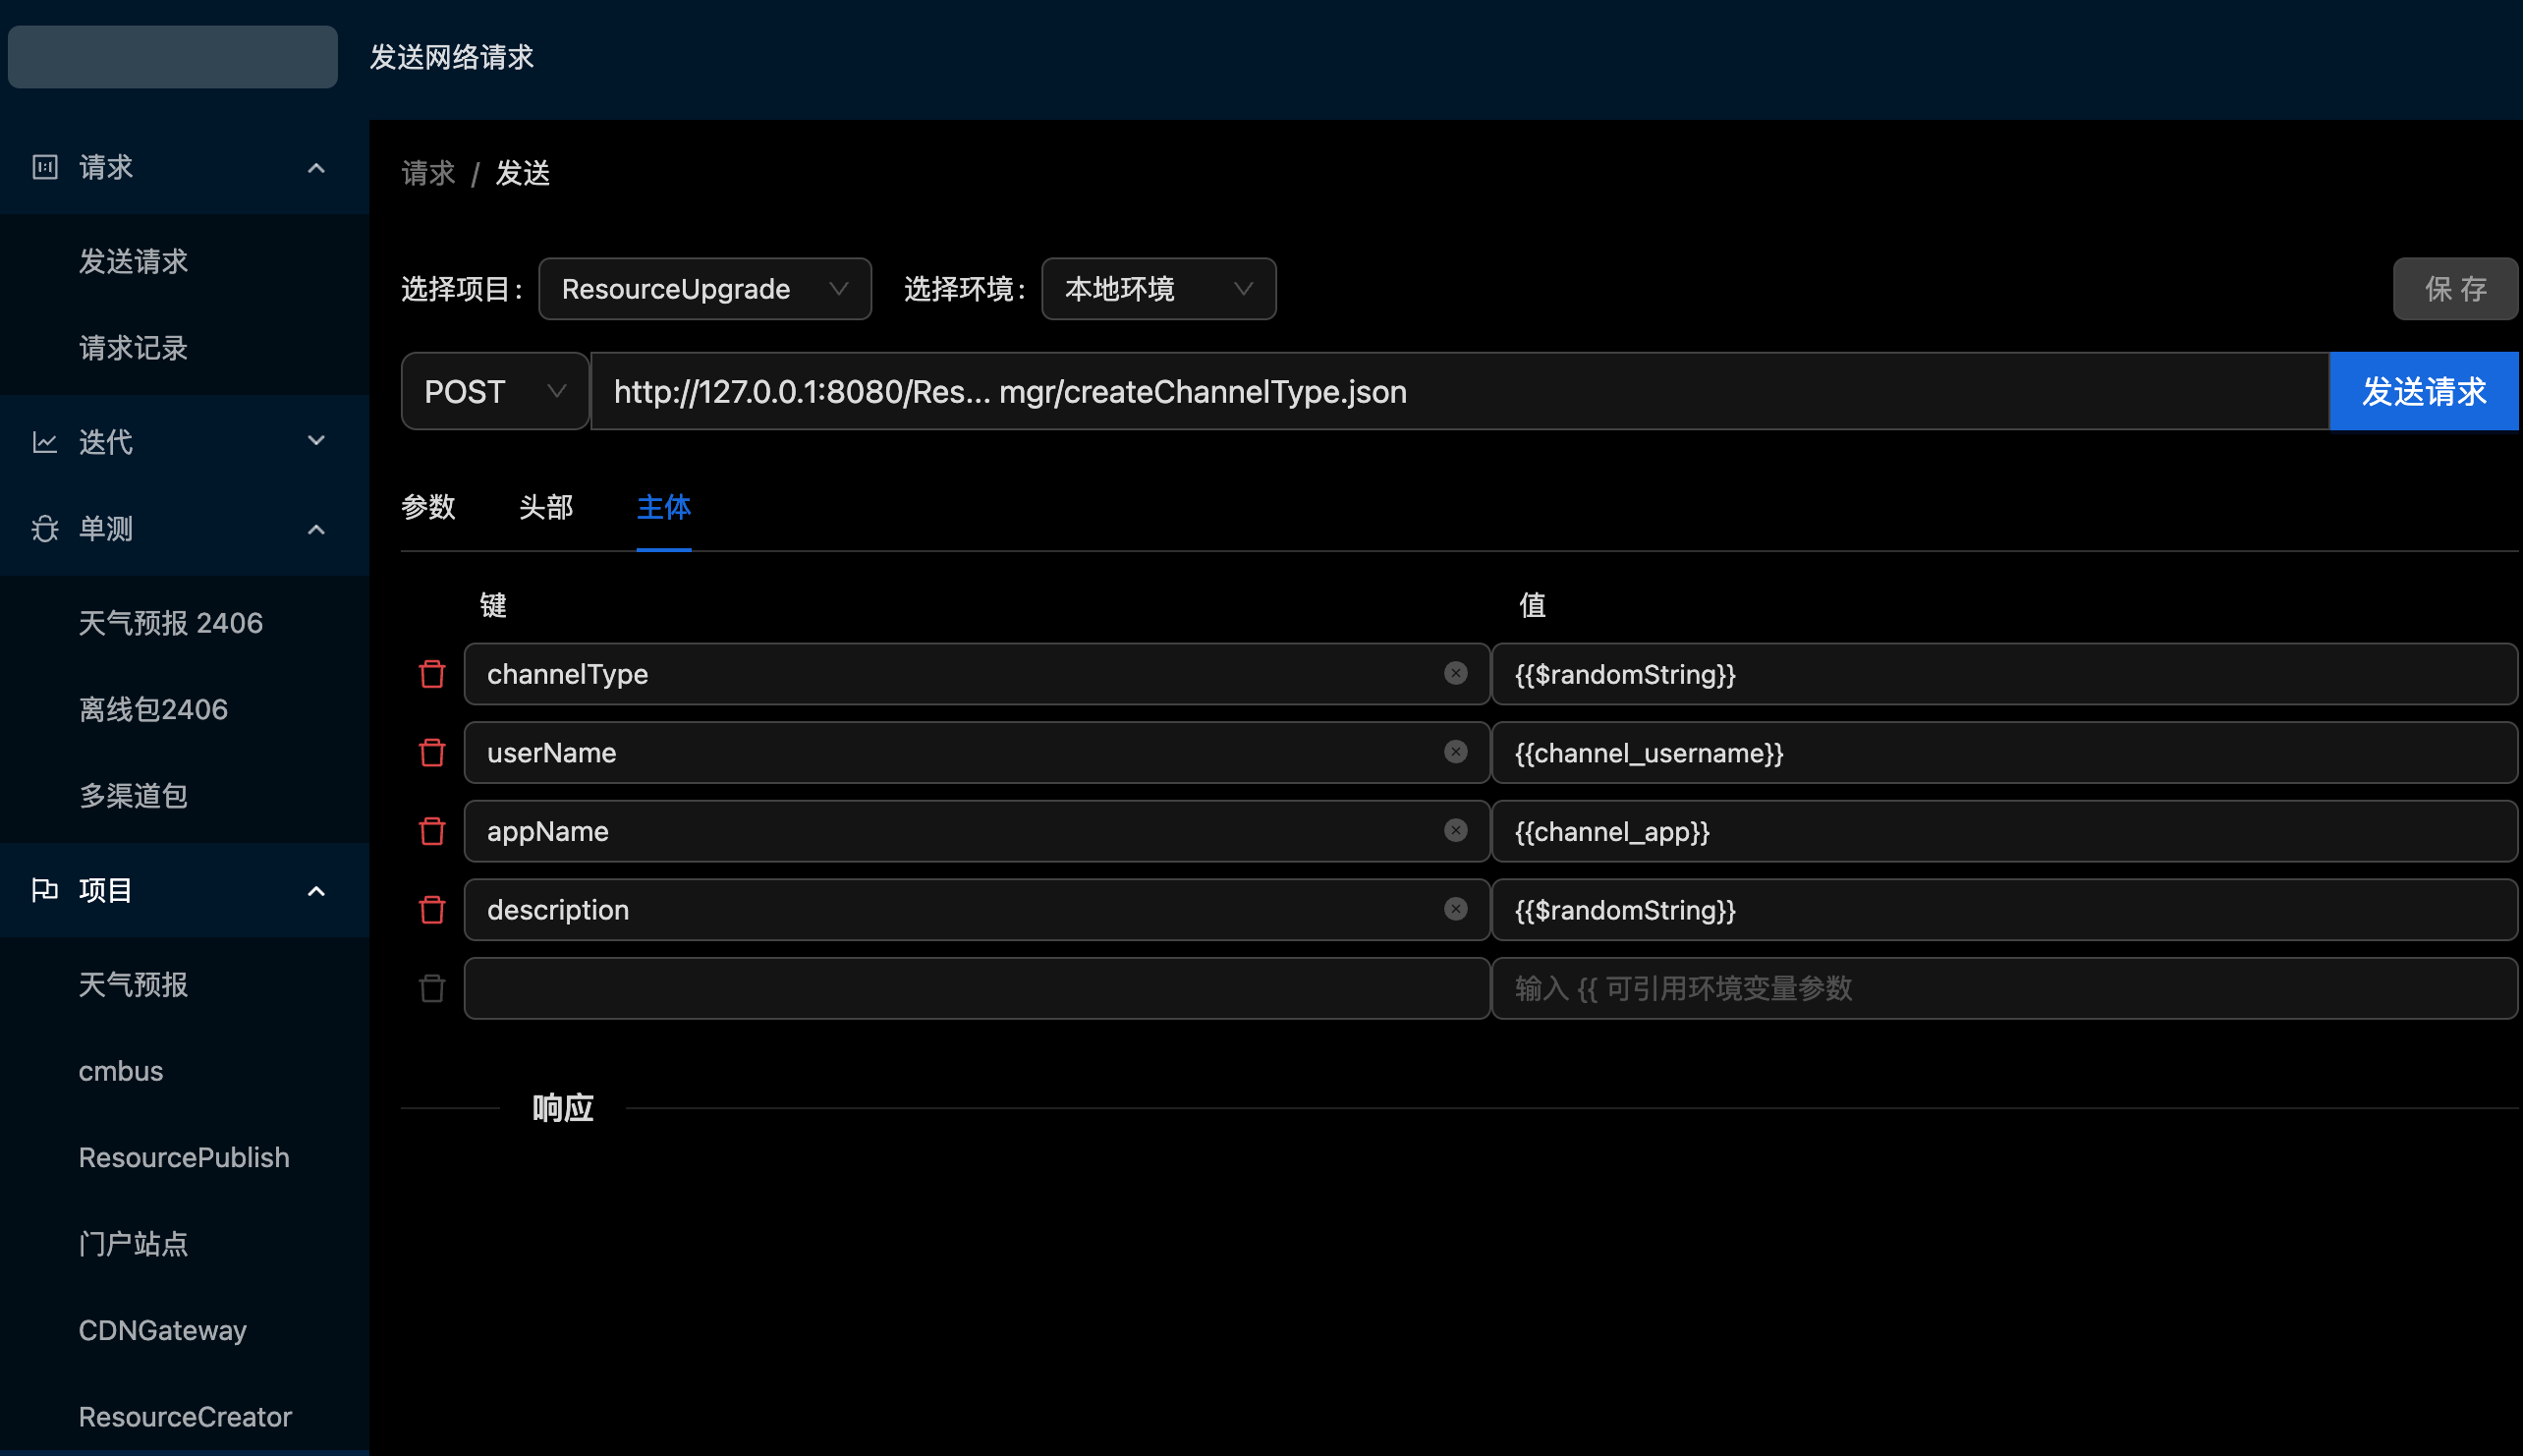 发送网络请求
请求
发送请求
请求记录
迭代
单测
天气预报 2406
离线包2406
多渠道包
项目
天气预报
cmbus
ResourcePublish
门户站点
CDNGateway
ResourceCreator
请求 / 发送
选择项目: ResourceUpgrade 选择环境: 本地环境 保 存
POST http://127.0.0.1:8080/Res... mgr/createChannelType.json 发送请求
参数 头部 主体
键 值
channelType {{$randomString}}
userName {{channel_username}}
appName {{channel_app}}
description {{$randomString}}
输入 {{ 可引用环境变量参数
响应